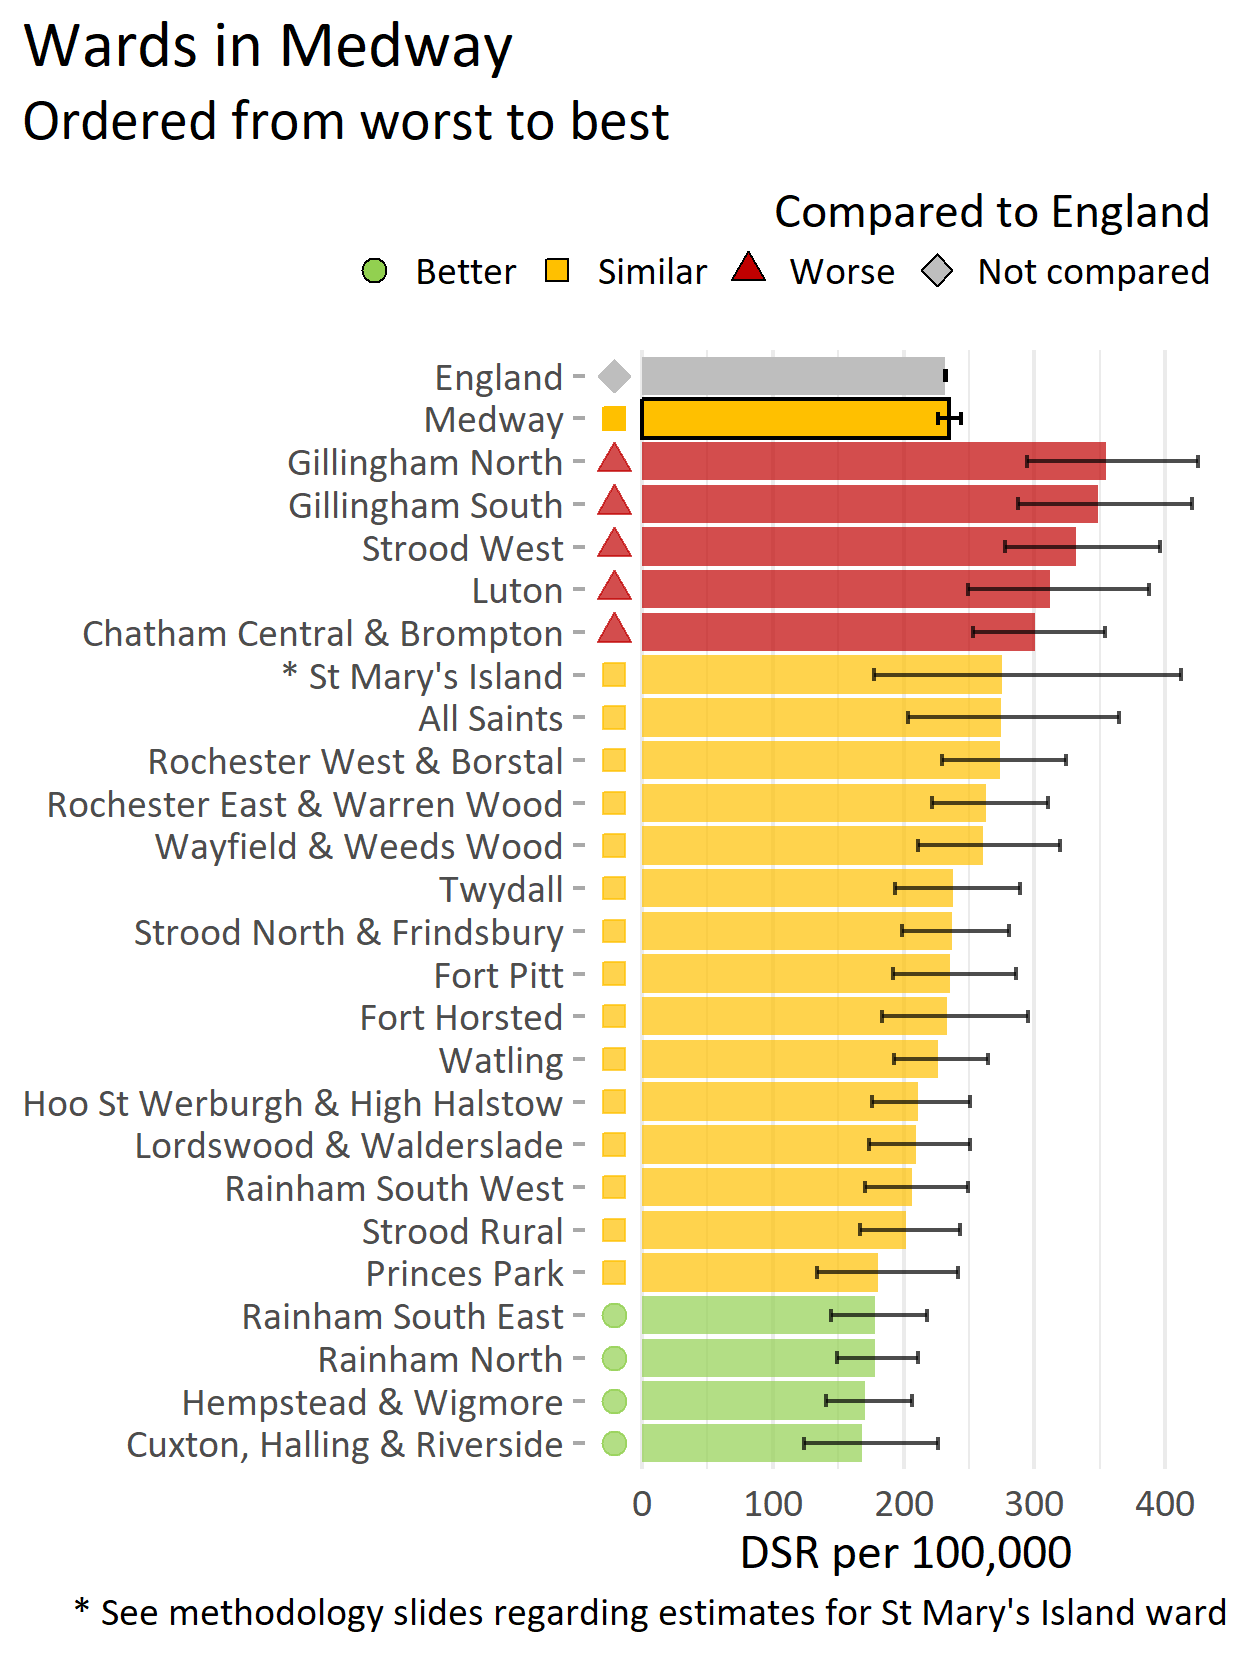 Wards in Medway
Ordered from worst to best
Compared to England
Better Similar Worse Not compared
England
Medway
Gillingham North
Gillingham South
Strood West
Luton
Chatham Central & Brompton
* St Mary's Island
All Saints
Rochester West & Borstal
Rochester East & Warren Wood
Wayfield & Weeds Wood
Twydall
Strood North & Frindsbury
Fort Pitt
Fort Horsted
Watling
Hoo St Werburgh & High Halstow
Lordswood & Walderslade
Rainham South West
Strood Rural
Princes Park
Rainham South East
Rainham North
Hempstead & Wigmore
Cuxton, Halling & Riverside
0 100 200 300 400
DSR per 100,000
* See methodology slides regarding estimates for St Mary's Island ward